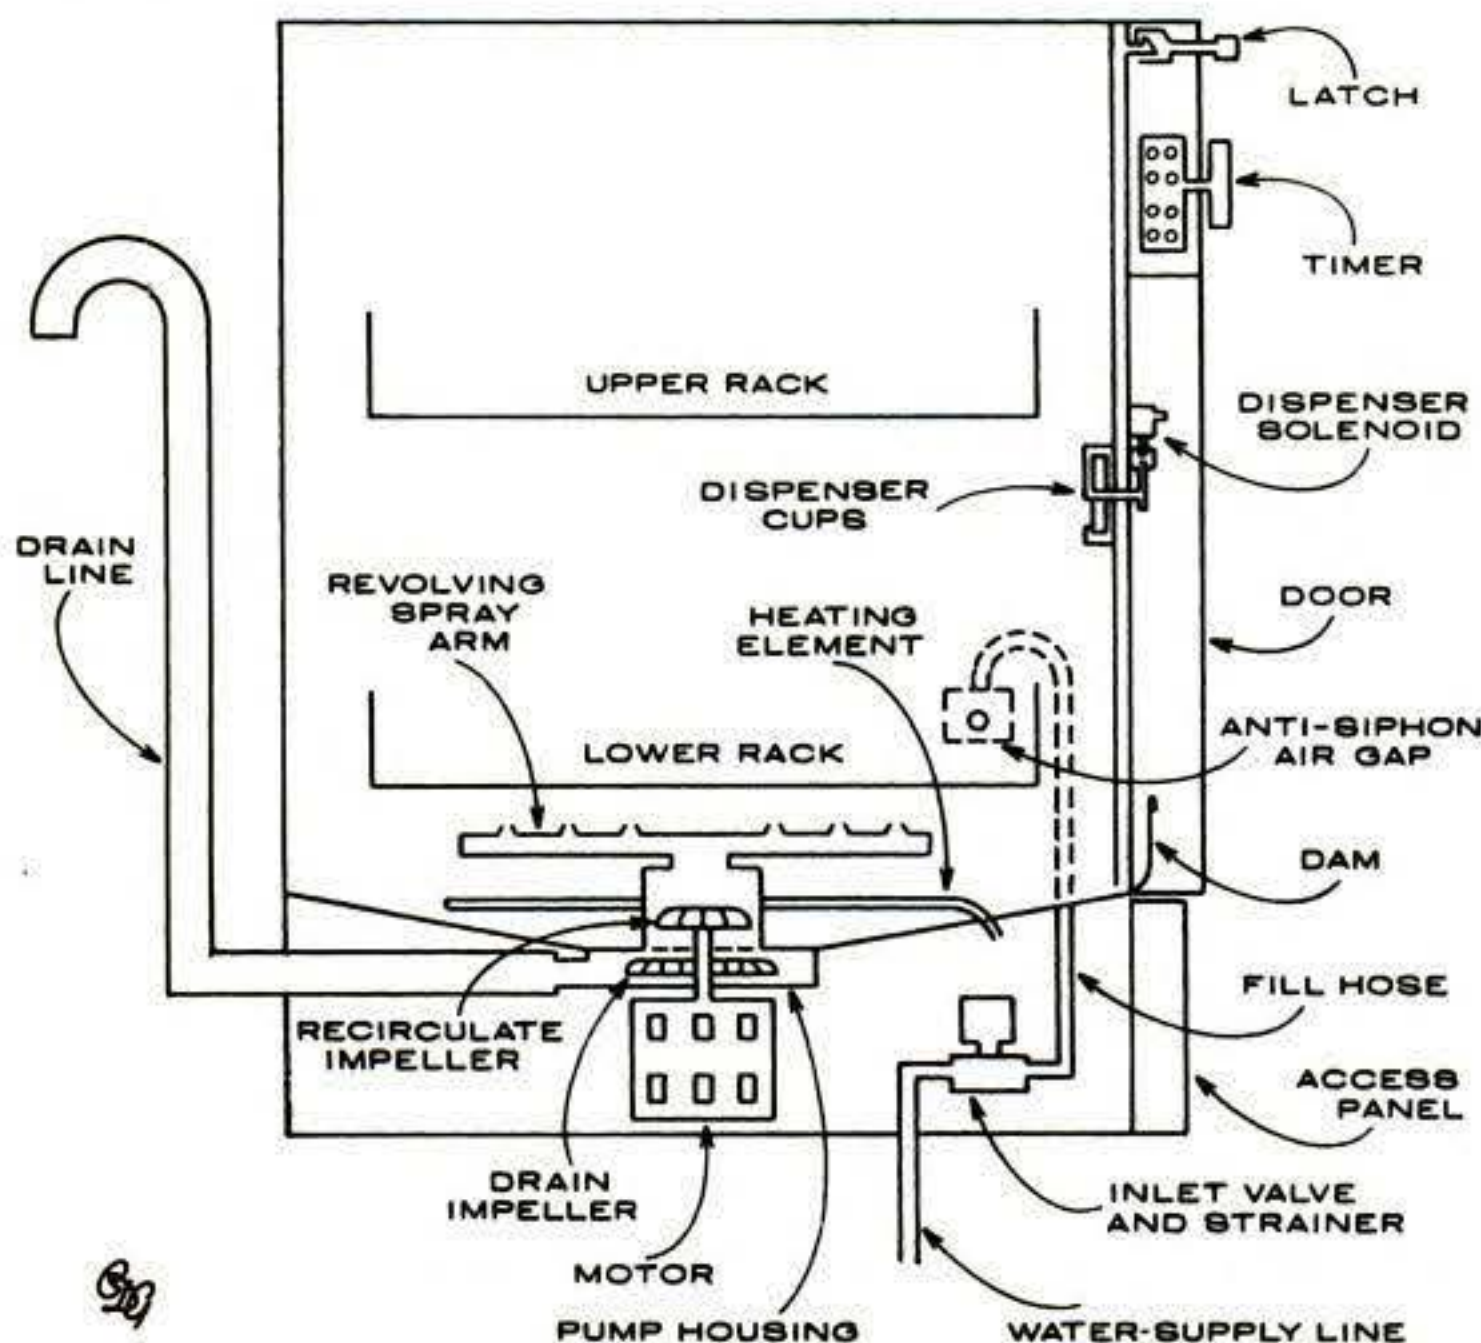 LATCH
TIMER
UPPER RACK
DISPENSER
SOLENOID
DISPENSER
CUPS
DRAIN
LINE
REVOLVING
SPRAY
ARM
HEATING
ELEMENT
DOOR
ANTI-SIPHON
AIR GAP
LOWER RACK
DAM
FILL HOSE
RECIRCULATE
IMPELLER
ACCESS
PANEL
DRAIN
IMPELLER
INLET VALVE
AND STRAINER
MOTOR
PUMP HOUSING
WATER-SUPPLY LINE